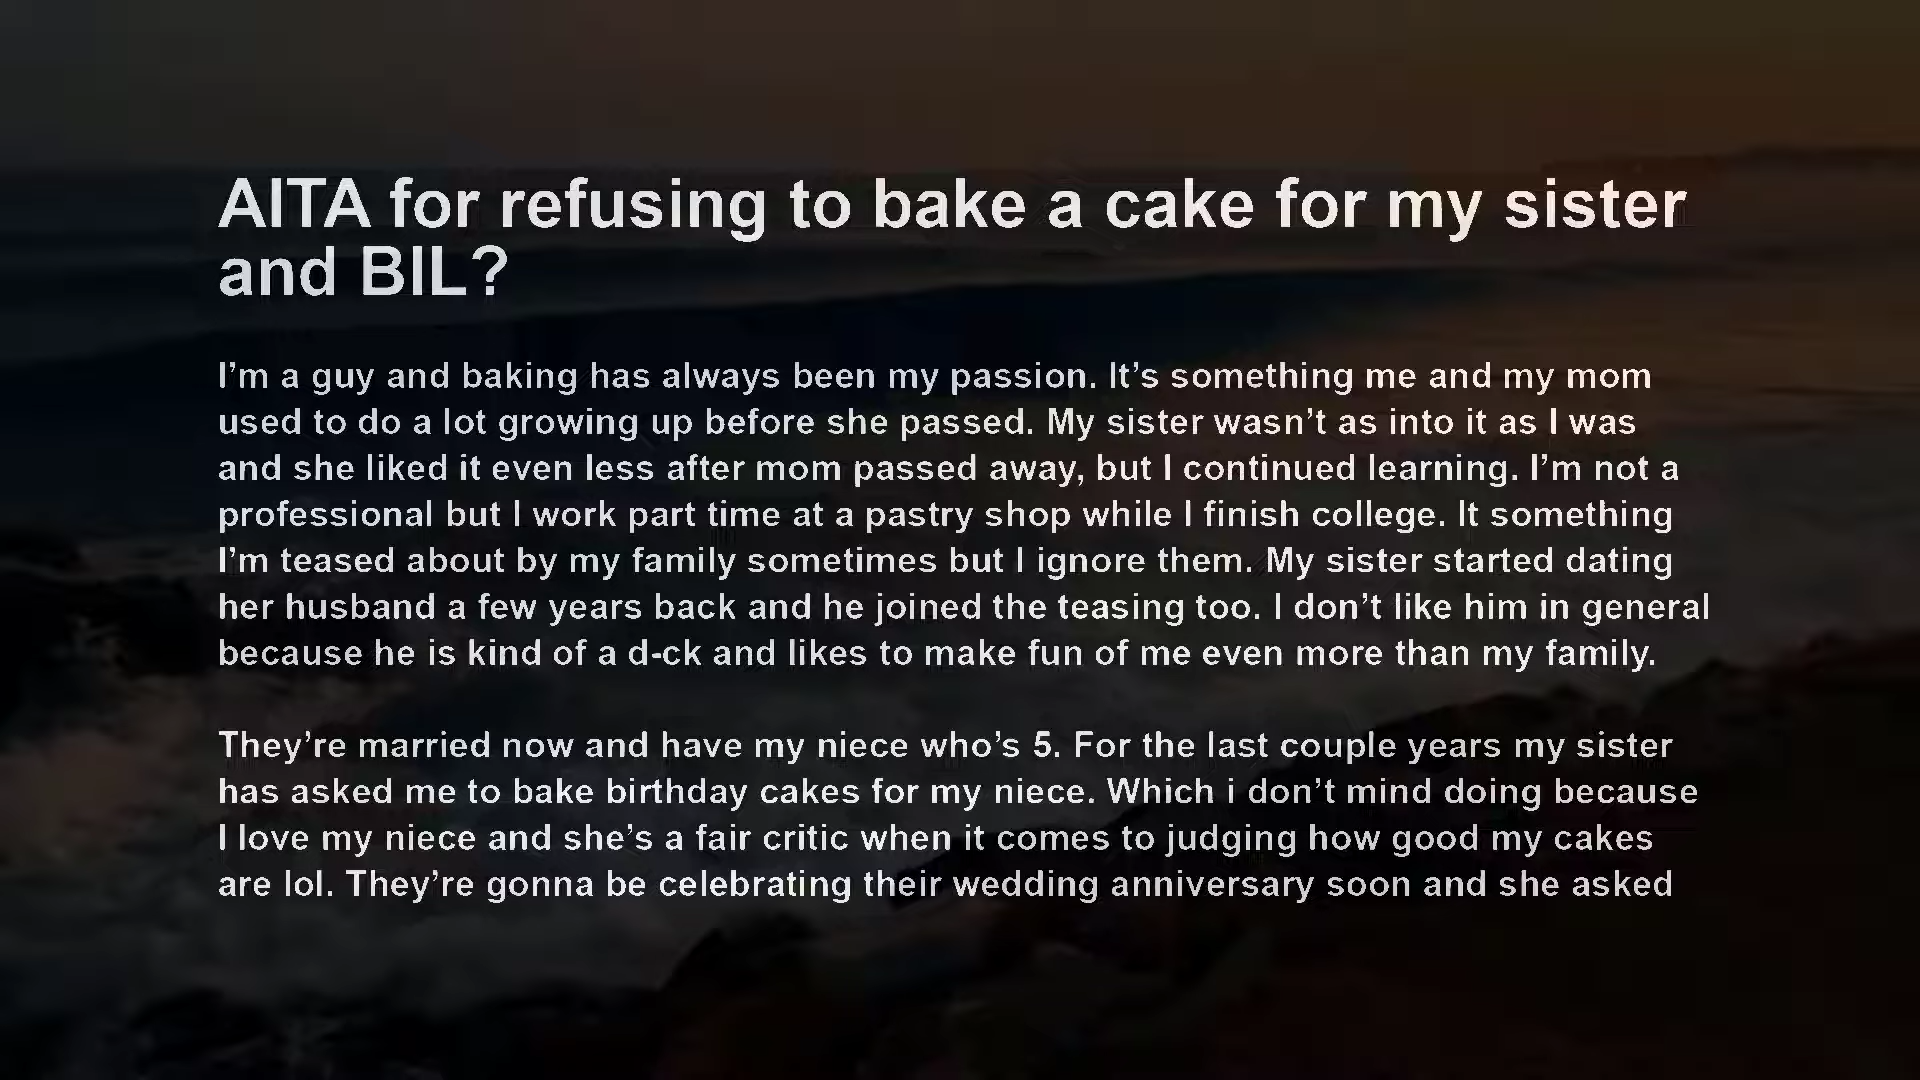 AITA for refusing to bake a cake for my sister
and BIL?
I’m a guy and baking has always been my passion. It’s something me and my mom
used to do a lot growing up before she passed. My sister wasn’t as into it as I was
and she liked it even less after mom passed away, but I continued learning. I’m not a
professional but I work part time at a pastry shop while I finish college. It something
I’m teased about by my family sometimes but I ignore them. My sister started dating
her husband a few years back and he joined the teasing too. I don’t like him in general
because he is kind of a d-ck and likes to make fun of me even more than my family.
They’re married now and have my niece who’s 5. For the last couple years my sister
has asked me to bake birthday cakes for my niece. Which i don’t mind doing because
I love my niece and she’s a fair critic when it comes to judging how good my cakes
are lol. They’re gonna be celebrating their wedding anniversary soon and she asked